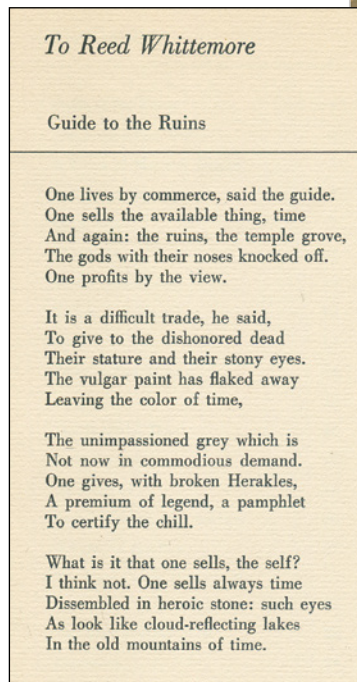 To Reed Whittemore
Guide to the Ruins
One lives by commerce, said the guide.
One sells the available thing, time
And again: the ruins, the temple grove,
The gods with their noses knocked off.
One profits by the view.
It is a difficult trade, he said,
To give to the dishonored dead
Their stature and their stony eyes.
The vulgar paint has flaked away
Leaving the color of time,
The unimpassioned grey which is
Not now in commodious demand.
One gives, with broken Herakles,
A premium of legend, a pamphlet
To certify the chill.
What is it that one sells, the self?
I think not. One sells always time
Dissembled in heroic stone: such eyes
As look like cloud-reflecting lakes
In the old mountains of time.